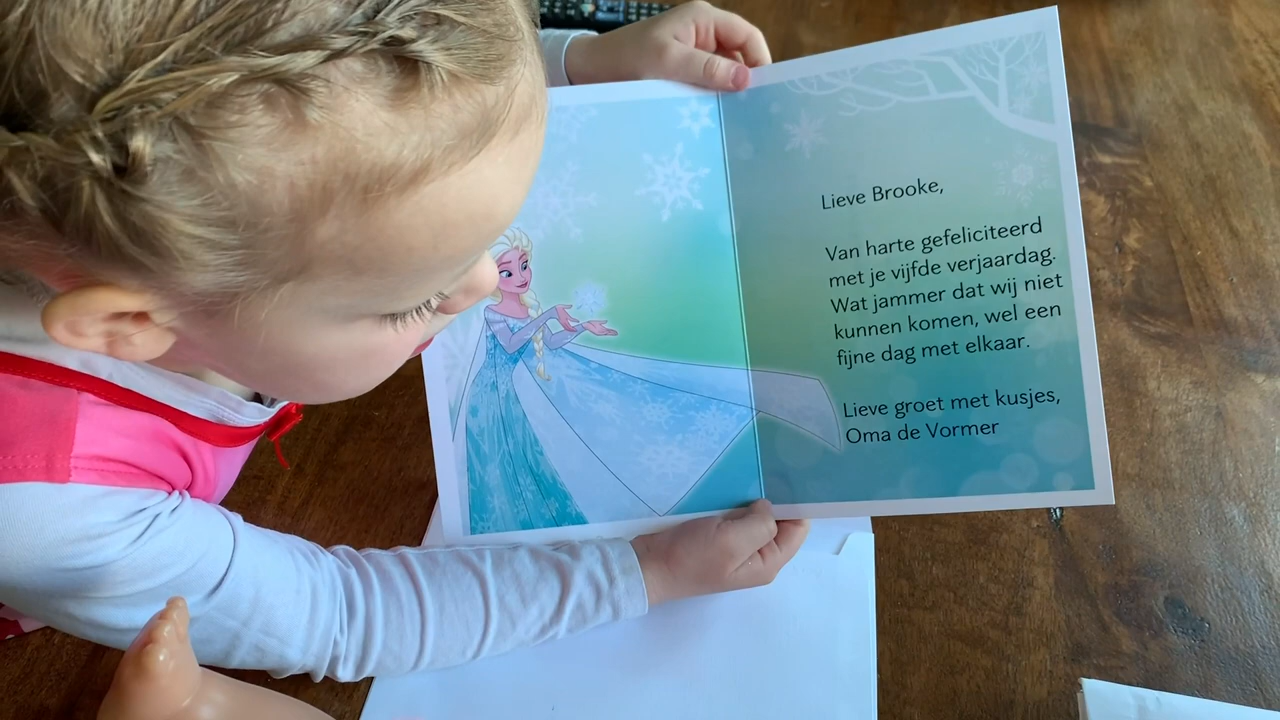 Lieve Brooke,
Van harte gefeliciteerd
met je vijfde verjaardag.
Wat jammer dat wij niet
kunnen komen, wel een
fijne dag met elkaar.
Lieve groet met kusjes,
Oma de Vormer